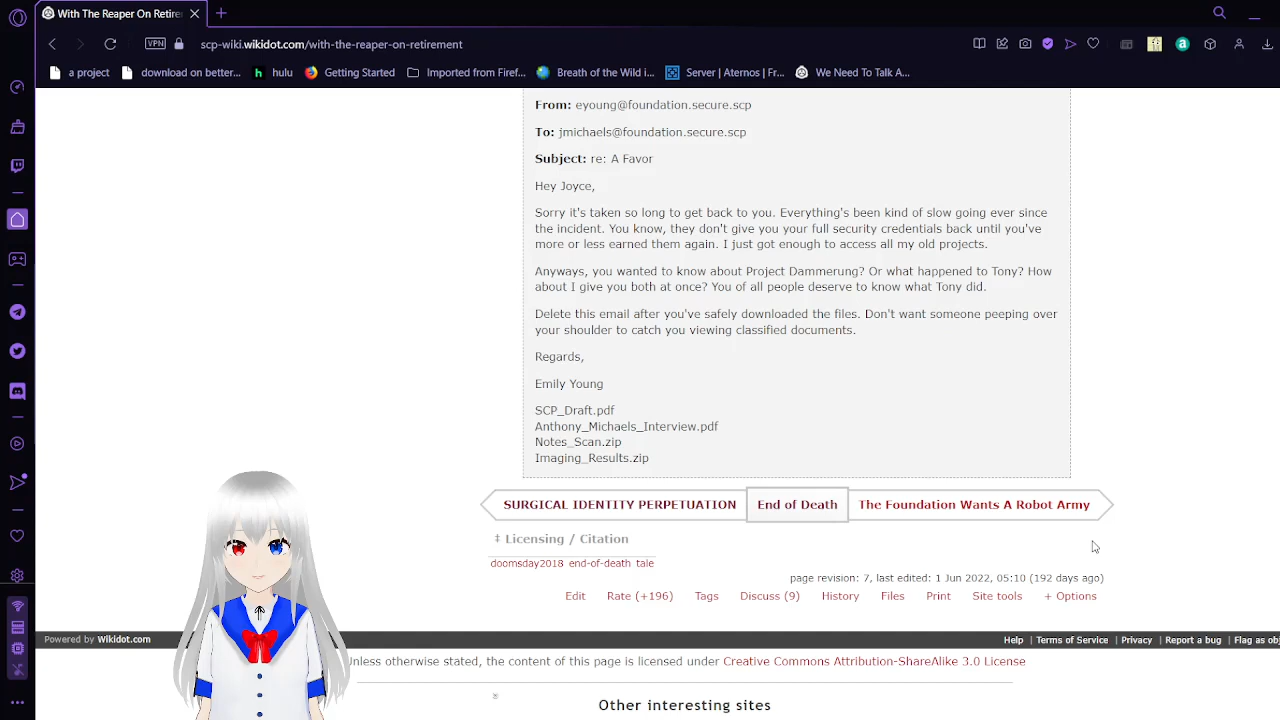 With The Reaper On Retirer
VPN
scp-wiki.wikidot.com/with-the-reaper-on-retirement
a project
download on better...
hulu
Getting Started
Imported from Firef...
Breath of the Wild i...
Server | Aternos | Fr...
We Need To Talk A...
From: eyoung@foundation.secure.scp
To: jmichaels@foundation.secure.scp
Subject: re: A Favor
Hey Joyce,
Sorry it's taken so long to get back to you. Everything's been kind of slow going ever since
the incident. You know, they don't give you your full security credentials back until you've
more or less earned them again. I just got enough to access all my old projects.
Anyways, you wanted to know about Project Dammerung? Or what happened to Tony? How
about I give you both at once? You of all people deserve to know what Tony did.
Delete this email after you've safely downloaded the files. Don't want someone peeping over
your shoulder to catch you viewing classified documents.
Regards,
Emily Young
SCP_Draft.pdf
Anthony_Michaels_Interview.pdf
Notes_Scan.zip
Imaging_Results.zip
SURGICAL IDENTITY PERPETUATION
End of Death
The Foundation Wants A Robot Army
‡ Licensing / Citation
doomsday2018 end-of-death tale
page revision: 7, last edited: 1 Jun 2022, 05:10 (192 days ago)
Edit Rate (+196) Tags Discuss (9) History Files Print Site tools + Options
Powered by Wikidot.com
Help | Terms of Service | Privacy | Report a bug | Flag as obj
Unless otherwise stated, the content of this page is licensed under Creative Commons Attribution-ShareAlike 3.0 License
Other interesting sites